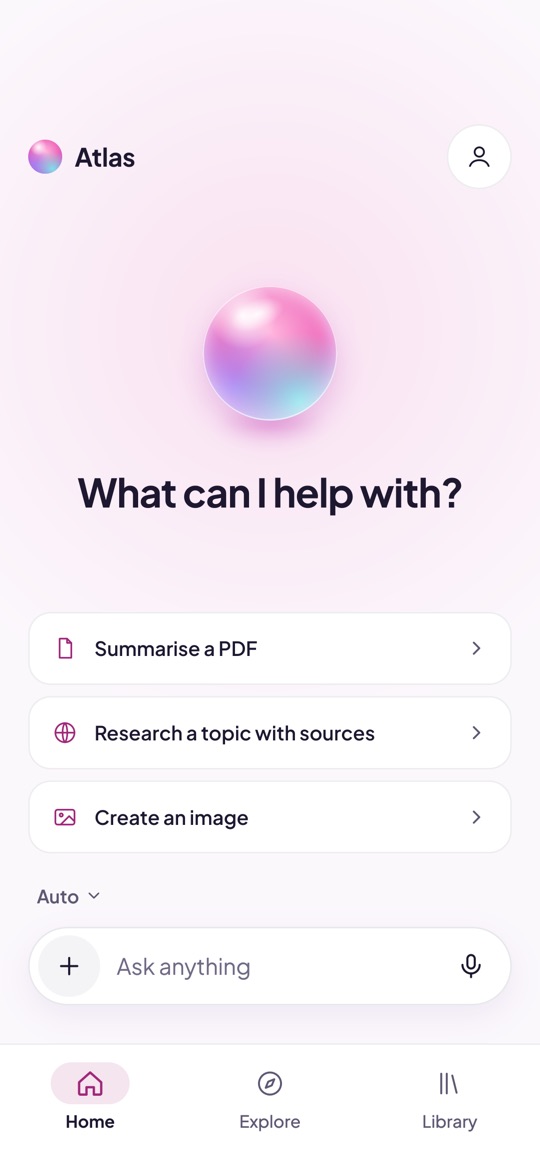 Atlas
What can I help with?
Summarise a PDF
Research a topic with sources
Create an image
Auto
Ask anything
Home
Explore
Library